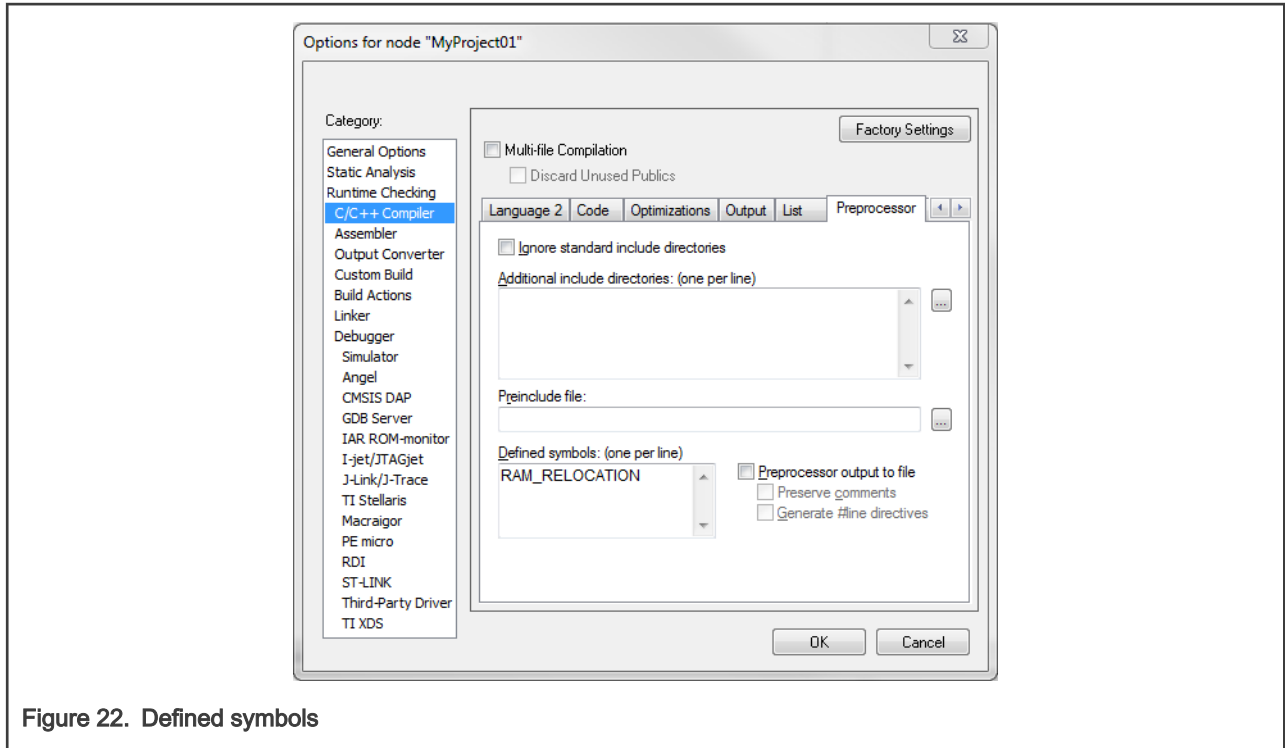 Options for node "MyProject01"
Category:
General Options
Static Analysis
Runtime Checking
C/C++ Compiler
Assembler
Output Converter
Custom Build
Build Actions
Linker
Debugger
Simulator
Angel
CMSIS DAP
GDB Server
IAR ROM-monitor
I-jet/JTAGjet
J-Link/J-Trace
TI Stellaris
Macraigor
PE micro
RDI
ST-LINK
Third-Party Driver
TI XDS
Factory Settings
Multi-file Compilation
Discard Unused Publics
Language 2 Code Optimizations Output List Preprocessor
Ignore standard include directories
Additional include directories: (one per line)
...
Preinclude file:
...
Defined symbols: (one per line)
RAM_RELOCATION
Preprocessor output to file
Preserve comments
Generate #line directives
OK Cancel
Figure 22. Defined symbols